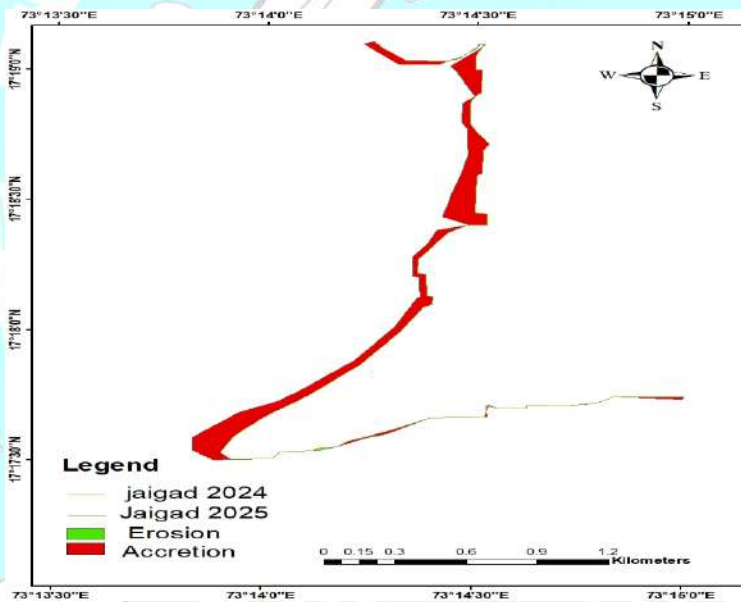 73°13'30"E 73°14'0"E 73°14'30"E 73°15'0"E
N
W E
S
17°19'0"N
17°18'30"N
17°18'0"N
17°17'30"N
Legend
jaigad 2024
Jaigad 2025
Erosion
Accretion
0 0.15 0.3 0.6 0.9 1.2
Kilometers
73°13'30"E 73°14'0"E 73°14'30"E 73°15'0"E